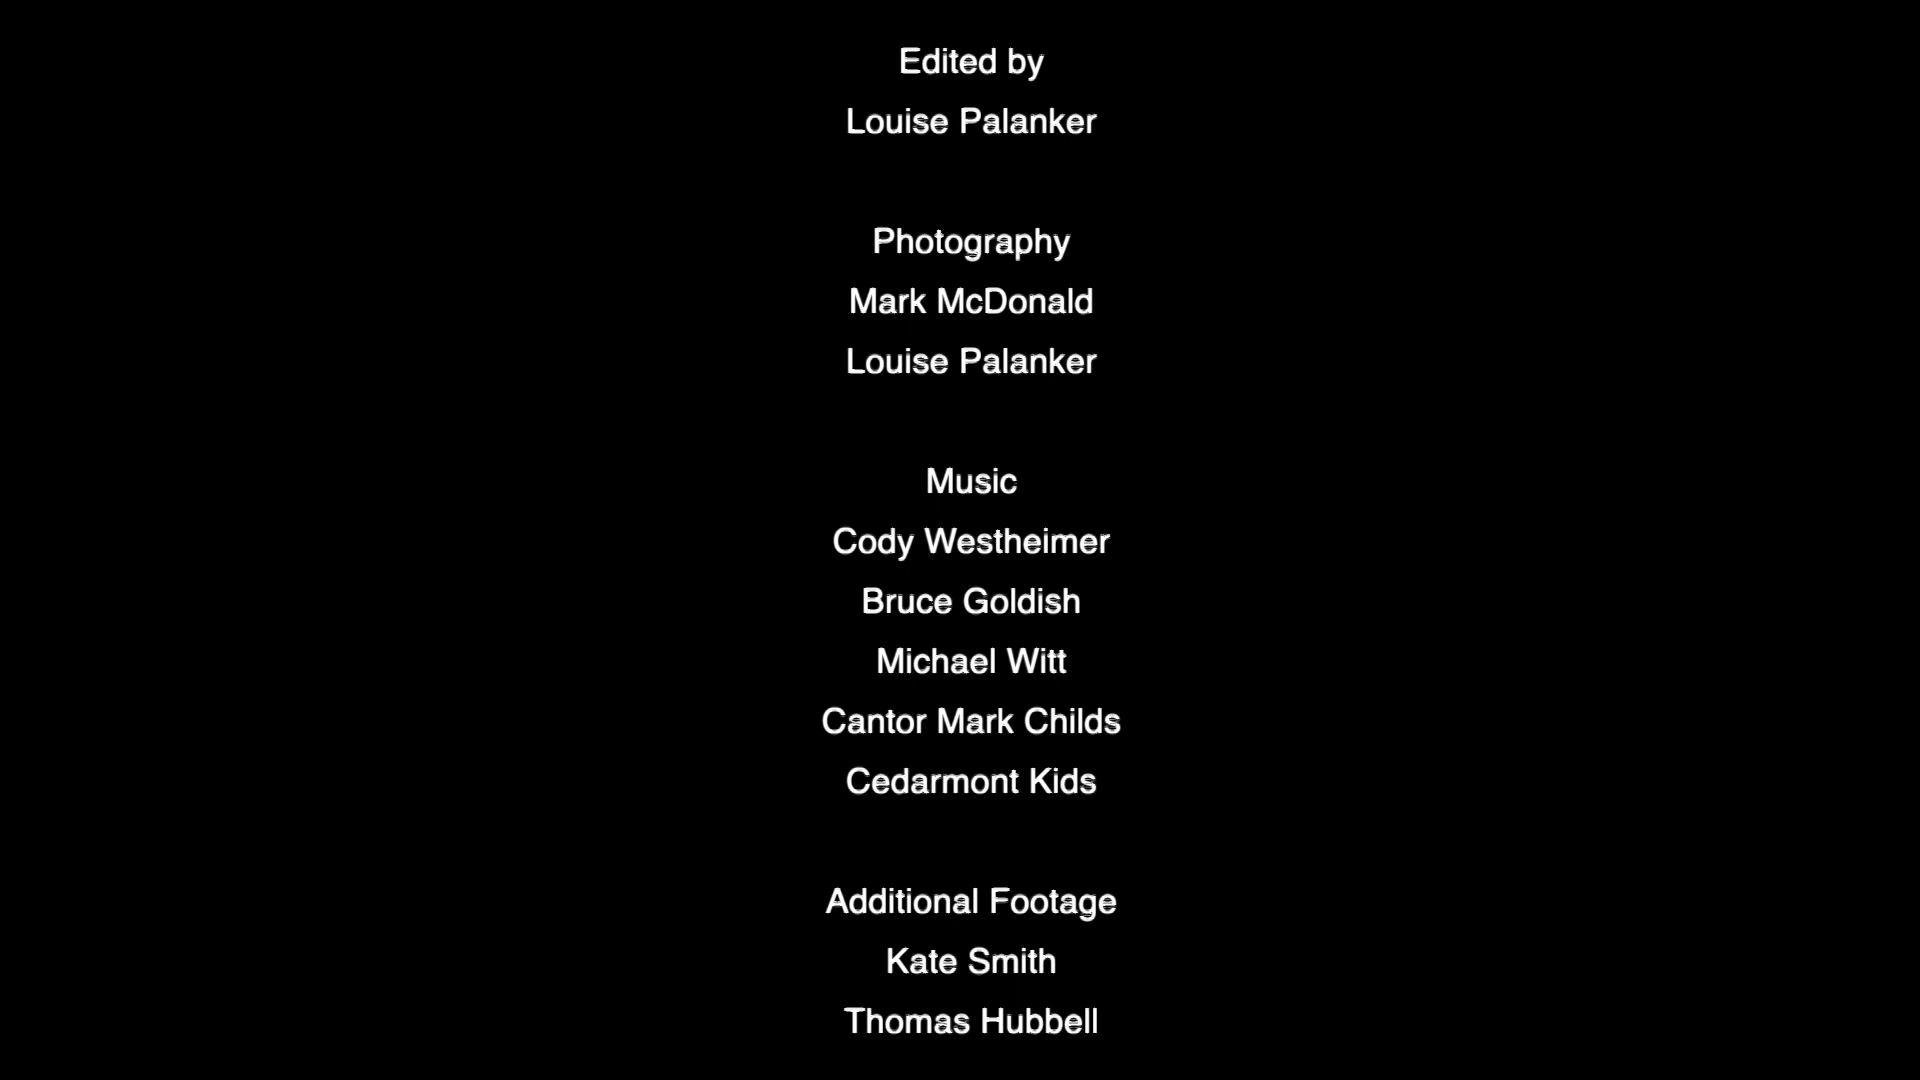 Edited by
Louise Palanker
Photography
Mark McDonald
Louise Palanker
Music
Cody Westheimer
Bruce Goldish
Michael Witt
Cantor Mark Childs
Cedarmont Kids
Additional Footage
Kate Smith
Thomas Hubbell